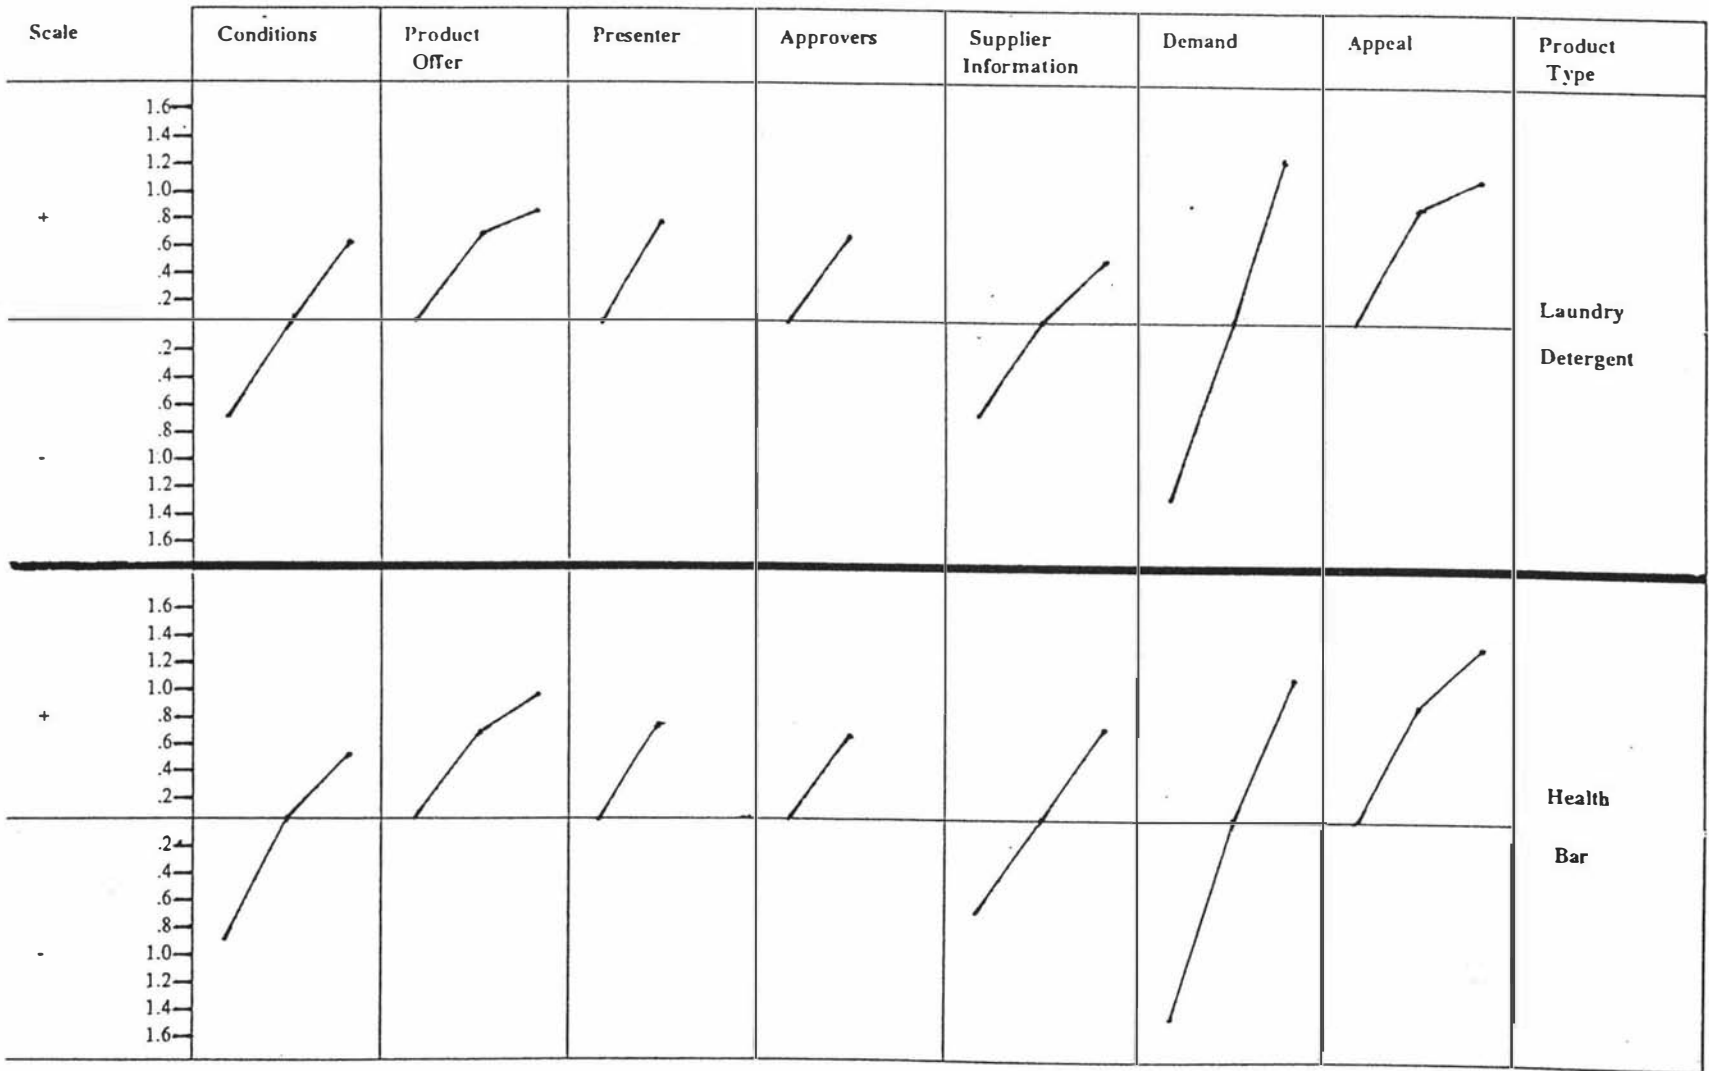 Scale
Conditions
Product
Offer
Presenter
Approvers
Supplier
Information
Demand
Appeal
Product
Type
1.6
1.4
1.2
1.0
+
.8
.6
.4
.2
.2
.4
.6
.8
-
1.0
1.2
1.4
1.6
Laundry
Detergent
1.6
1.4
1.2
1.0
+
.8
.6
.4
.2
.2
.4
.6
.8
-
1.0
1.2
1.4
1.6
Health
Bar